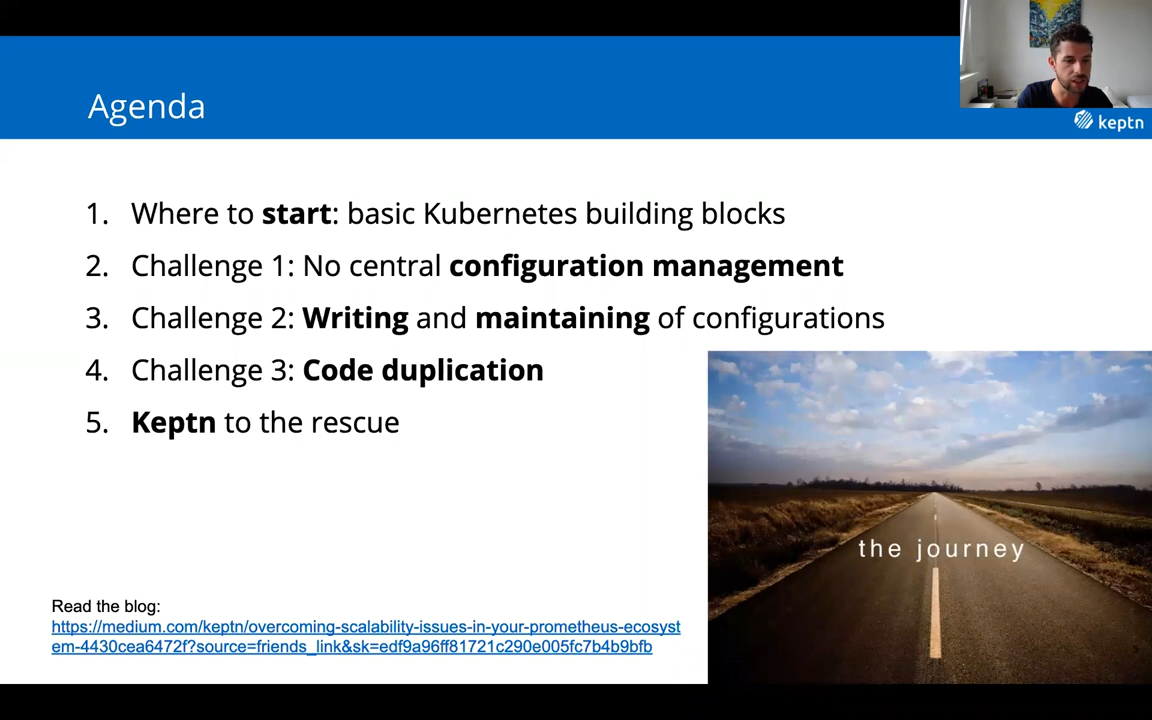 Agenda
keptn
1. Where to start: basic Kubernetes building blocks
2. Challenge 1: No central configuration management
3. Challenge 2: Writing and maintaining of configurations
4. Challenge 3: Code duplication
5. Keptn to the rescue
the journey
Read the blog:
https://medium.com/keptn/overcoming-scalability-issues-in-your-prometheus-ecosyst
em-4430cea6472f?source=friends_link&sk=edf9a96ff81721c290e005fc7b4b9bfb